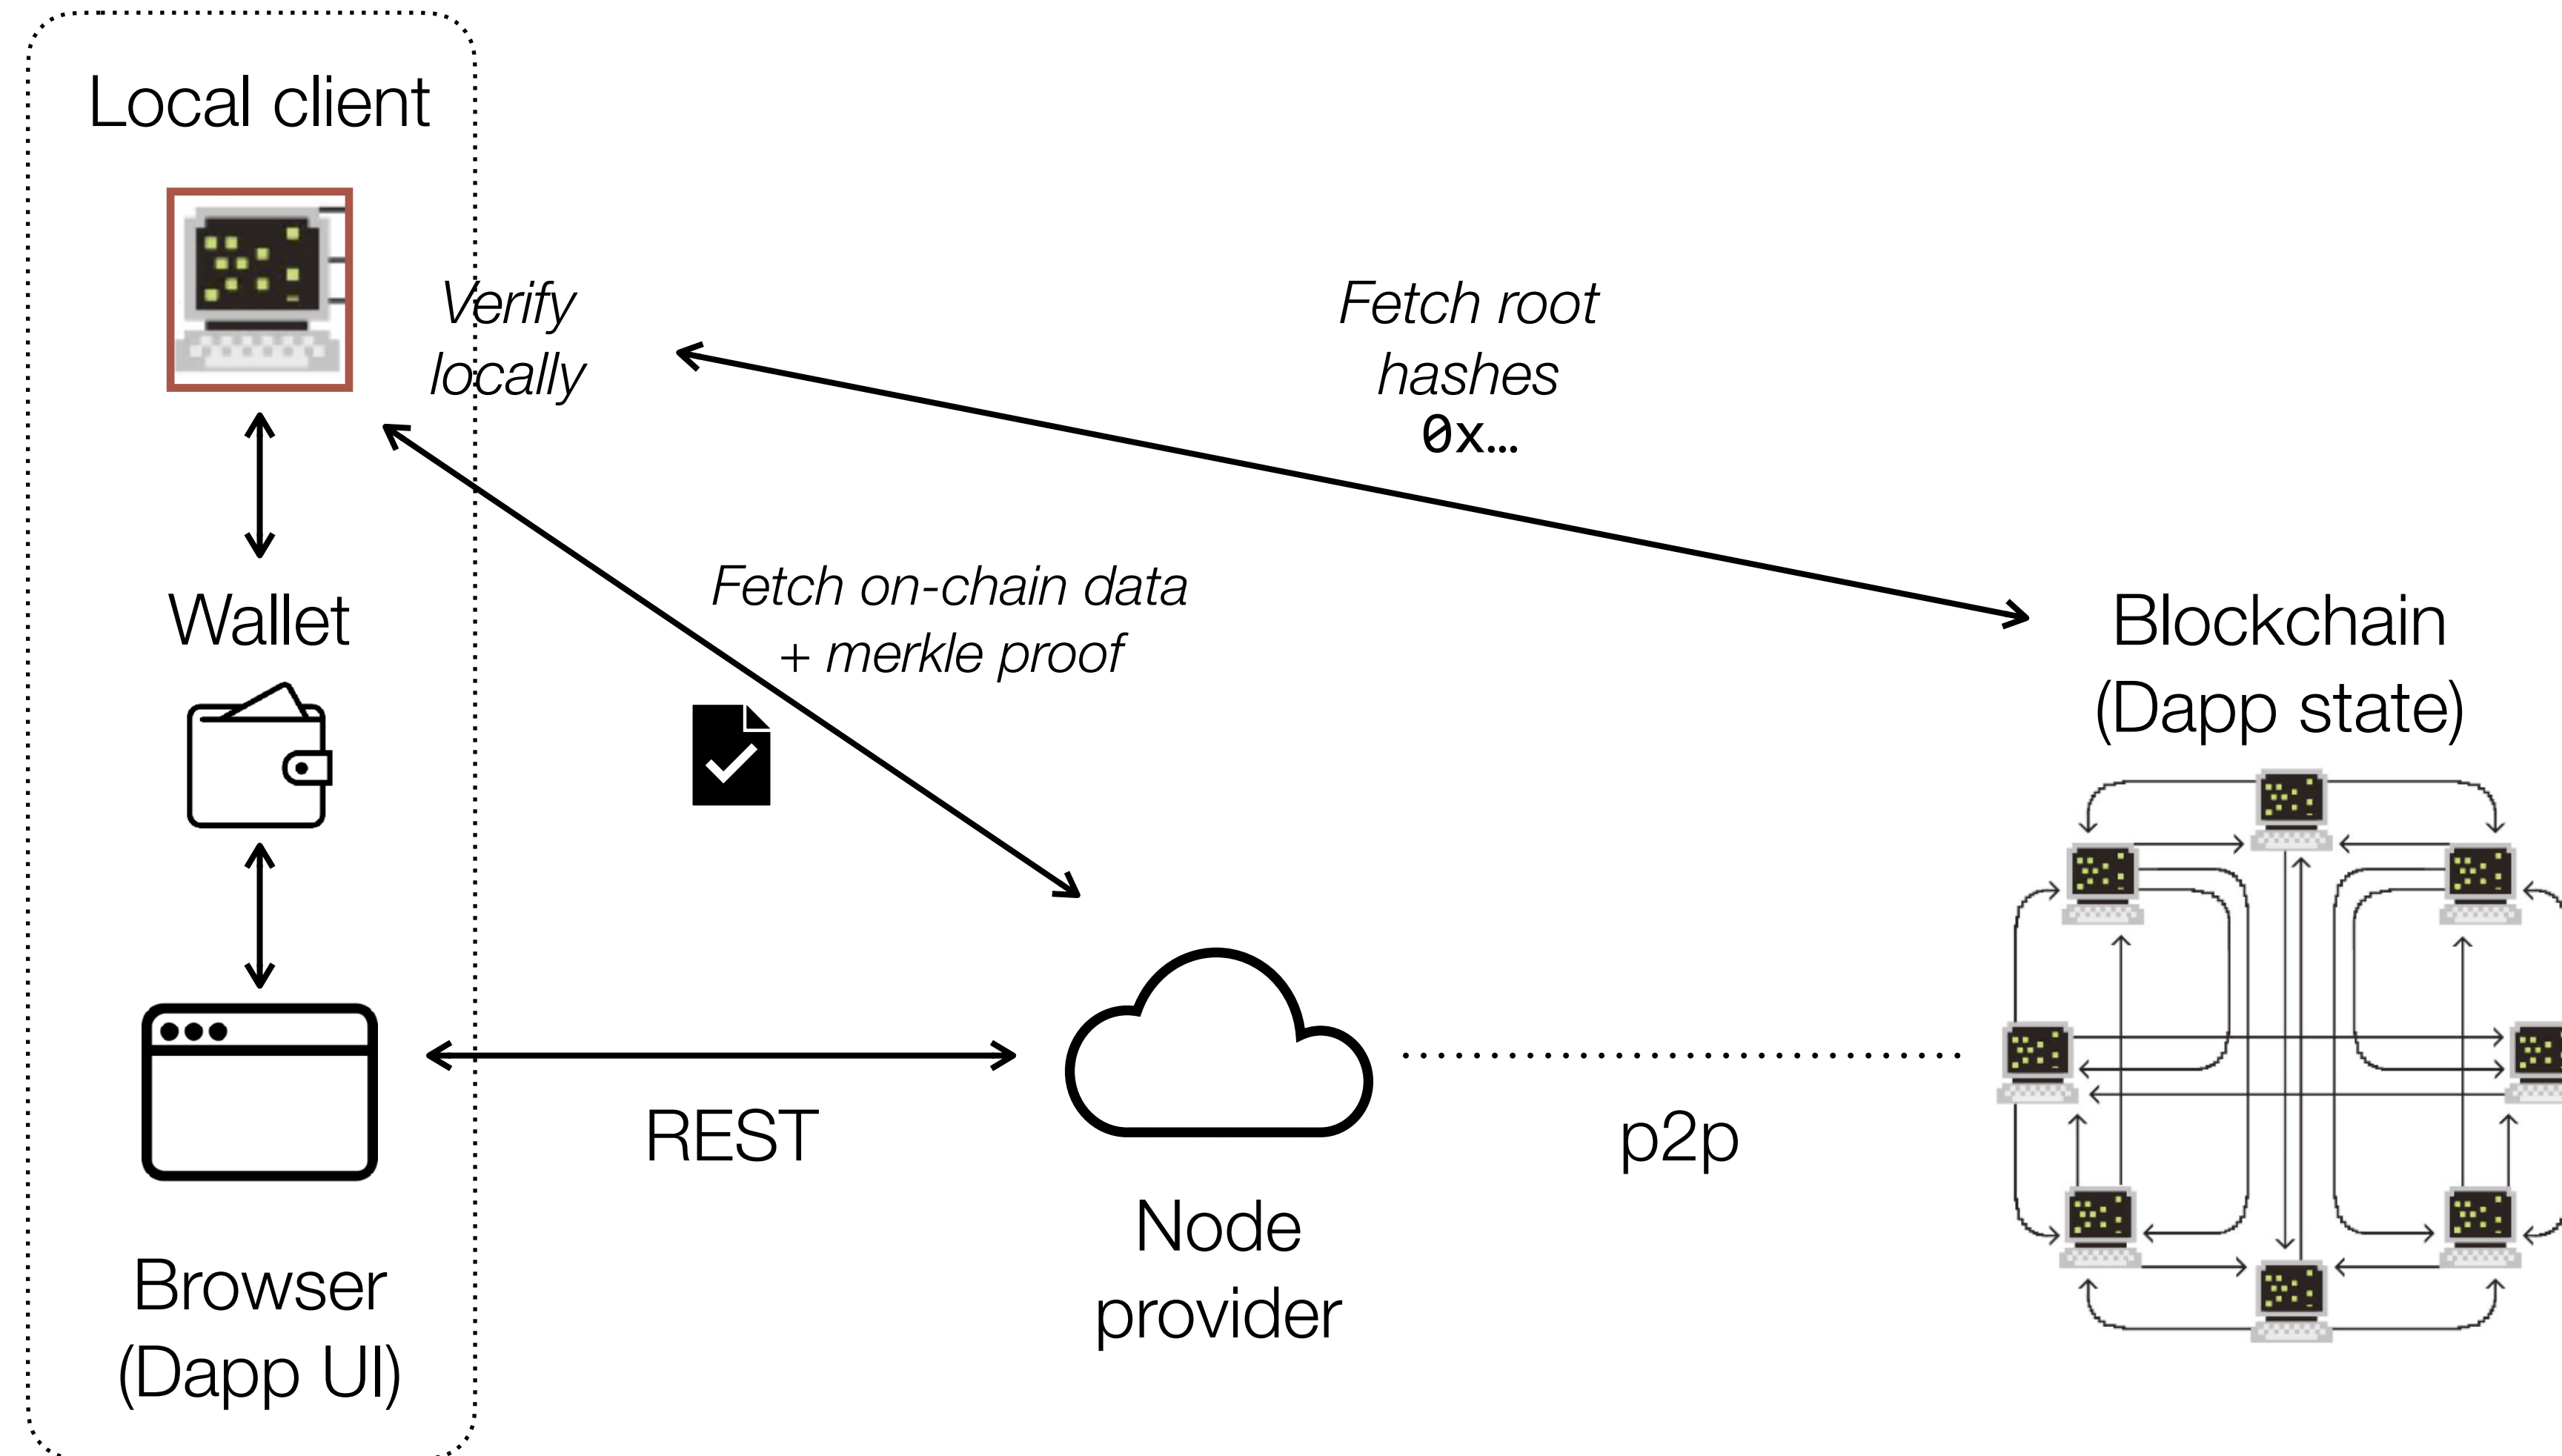 Local client
Verify
locally
Fetch root
hashes
0x…
Fetch on-chain data
+ merkle proof
Wallet
Blockchain
(Dapp state)
REST
p2p
Node
provider
Browser
(Dapp UI)